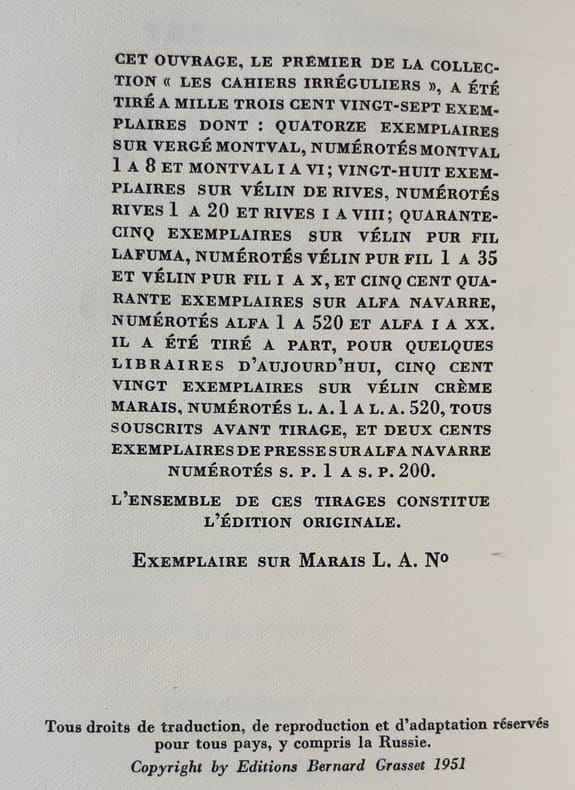 CET OUVRAGE, LE PREMIER DE LA COLLEC-
TION « LES CAHIERS IRRÉGULIERS », A ÉTÉ
TIRÉ A MILLE TROIS CENT VINGT-SEPT EXEM-
PLAIRES DONT : QUATORZE EXEMPLAIRES
SUR VERGÉ MONTVAL, NUMÉROTÉS MONTVAL
1 A 8 ET MONTVAL I A VI ; VINGT-HUIT EXEM-
PLAIRES SUR VÉLIN DE RIVES, NUMÉROTÉS
RIVES 1 A 20 ET RIVES I A VIII ; QUARANTE-
CINQ EXEMPLAIRES SUR VÉLIN PUR FIL
LAFUMA, NUMÉROTÉS VÉLIN PUR FIL 1 A 35
ET VÉLIN PUR FIL I A X, ET CINQ CENT QUA-
RANTE EXEMPLAIRES SUR ALFA NAVARRE,
NUMÉROTÉS ALFA 1 A 520 ET ALFA I A XX.
IL A ÉTÉ TIRÉ A PART, POUR QUELQUES
LIBRAIRES D'AUJOURD'HUI, CINQ CENT
VINGT EXEMPLAIRES SUR VÉLIN CRÈME
MARAIS, NUMÉROTÉS L. A. 1 A L. A. 520, TOUS
SOUSCRITS AVANT TIRAGE, ET DEUX CENTS
EXEMPLAIRES DE PRESSE SUR ALFA NAVARRE
NUMÉROTÉS S. P. 1 A S. P. 200.
L'ENSEMBLE DE CES TIRAGES CONSTITUE
L'ÉDITION ORIGINALE.
EXEMPLAIRE SUR MARAIS L. A. Nº
Tous droits de traduction, de reproduction et d'adaptation réservés
pour tous pays, y compris la Russie.
Copyright by Editions Bernard Grasset 1951